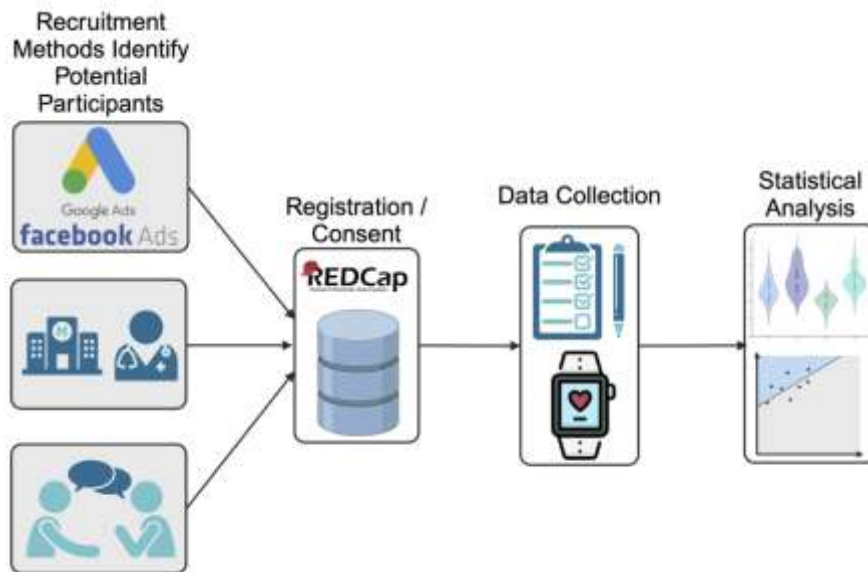 Recruitment
Methods Identify
Potential
Participants
Google Ads
facebook Ads
Registration /
Consent
REDCap
H
Data Collection
Statistical
Analysis